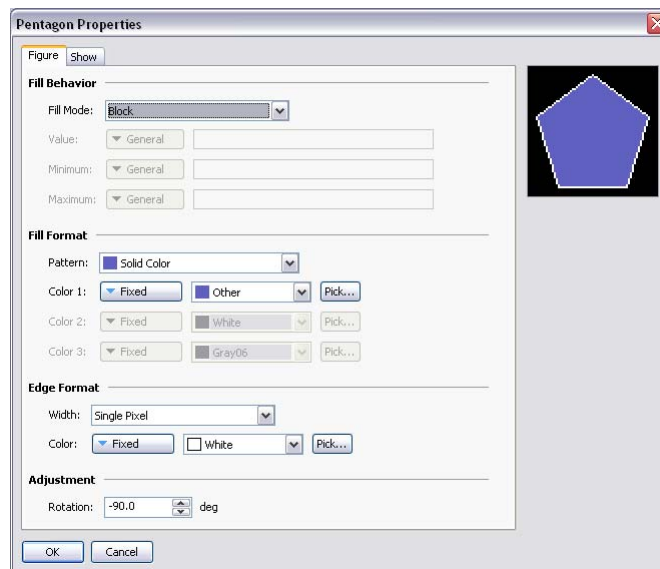 Pentagon Properties
Figure Show
Fill Behavior
Fill Mode: Block
Value: General
Minimum: General
Maximum: General
Fill Format
Pattern: Solid Color
Color 1: Fixed Other Pick...
Color 2: Fixed White Pick...
Color 3: Fixed Gray06 Pick...
Edge Format
Width: Single Pixel
Color: Fixed White Pick...
Adjustment
Rotation: -90.0 deg
OK Cancel